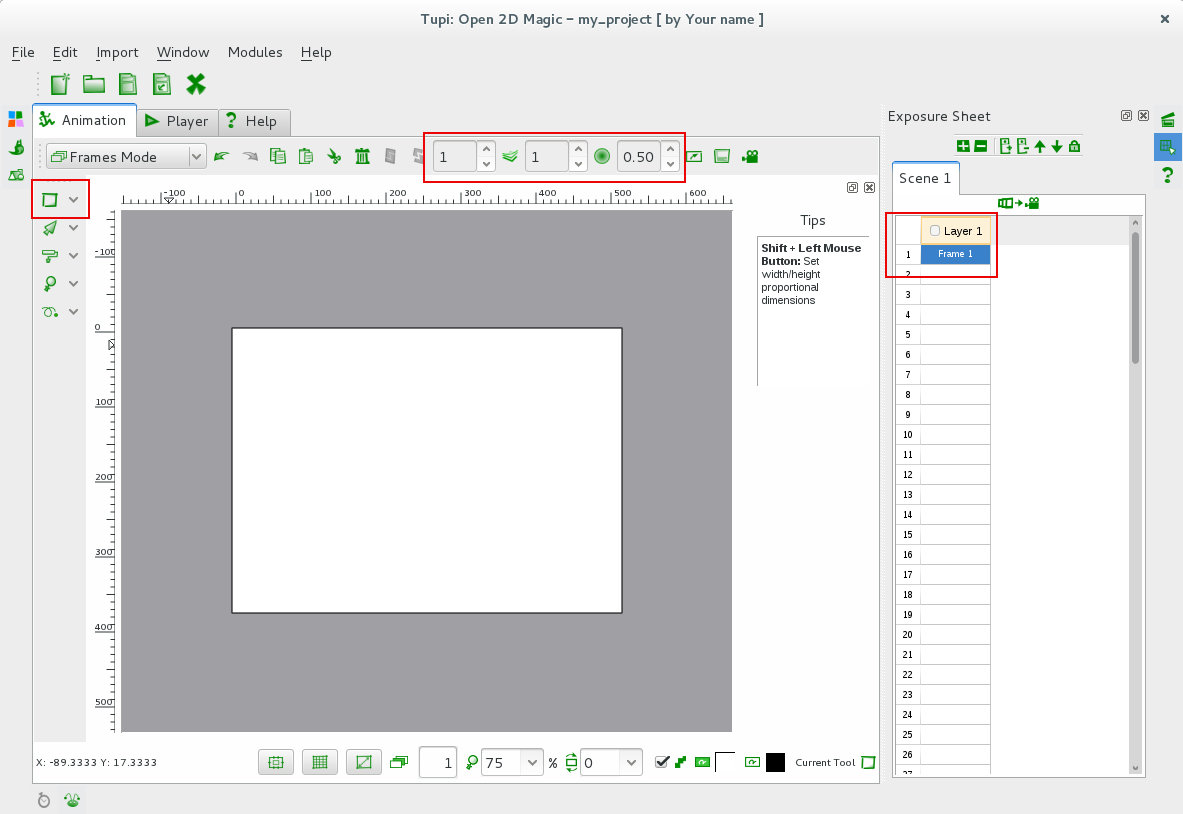 Tupi: Open 2D Magic – my_project [ by Your name ]
File Edit Import Window Modules Help
Animation Player Help
Exposure Sheet
Frames Mode 1 1 0.50
Scene 1
-100 0 100 200 300 400 500 600
Tips
Shift + Left Mouse
Button: Set
width/height
proportional
dimensions
-100
0
100
200
300
400
500
Layer 1
1 Frame 1
2
3
4
5
6
7
8
9
10
11
12
13
14
15
16
17
18
19
20
21
22
23
24
25
26
27
X: -89.3333 Y: 17.3333 1 75 % 0 Current Tool